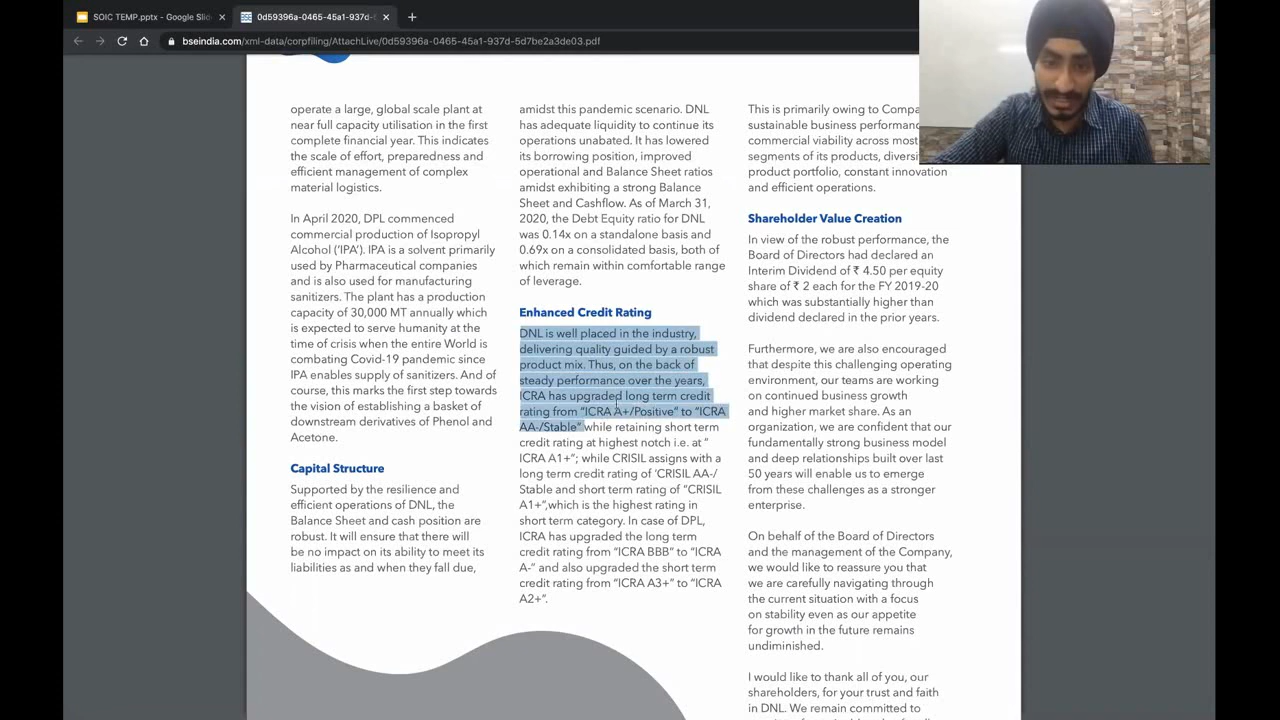 SOIC TEMP.pptx - Google Slid
0d59396a-0465-45a1-937d-
bseindia.com/xml-data/corpfiling/AttachLive/0d59396a-0465-45a1-937d-5d7be2a3de03.pdf
operate a large, global scale plant at
near full capacity utilisation in the first
complete financial year. This indicates
the scale of effort, preparedness and
efficient management of complex
material logistics.
In April 2020, DPL commenced
commercial production of Isopropyl
Alcohol (‘IPA’). IPA is a solvent primarily
used by Pharmaceutical companies
and is also used for manufacturing
sanitizers. The plant has a production
capacity of 30,000 MT annually which
is expected to serve humanity at the
time of crisis when the entire World is
combating Covid-19 pandemic since
IPA enables supply of sanitizers. And of
course, this marks the first step towards
the vision of establishing a basket of
downstream derivatives of Phenol and
Acetone.
Capital Structure
Supported by the resilience and
efficient operations of DNL, the
Balance Sheet and cash position are
robust. It will ensure that there will
be no impact on its ability to meet its
liabilities as and when they fall due,
amidst this pandemic scenario. DNL
has adequate liquidity to continue its
operations unabated. It has lowered
its borrowing position, improved
operational and Balance Sheet ratios
amidst exhibiting a strong Balance
Sheet and Cashflow. As of March 31,
2020, the Debt Equity ratio for DNL
was 0.14x on a standalone basis and
0.69x on a consolidated basis, both of
which remain within comfortable range
of leverage.
Enhanced Credit Rating
DNL is well placed in the industry,
delivering quality guided by a robust
product mix. Thus, on the back of
steady performance over the years,
ICRA has upgraded long term credit
rating from “ICRA A+/Positive” to “ICRA
AA-/Stable” while retaining short term
credit rating at highest notch i.e. at “
ICRA A1+”; while CRISIL assigns with a
long term credit rating of ‘CRISIL AA-/
Stable and short term rating of “CRISIL
A1+”,which is the highest rating in
short term category. In case of DPL,
ICRA has upgraded the long term
credit rating from “ICRA BBB” to “ICRA
A-” and also upgraded the short term
credit rating from “ICRA A3+” to “ICRA
A2+”.
This is primarily owing to Compa
sustainable business performanc
commercial viability across most
segments of its products, diversi
product portfolio, constant innovation
and efficient operations.
Shareholder Value Creation
In view of the robust performance, the
Board of Directors had declared an
Interim Dividend of ₹ 4.50 per equity
share of ₹ 2 each for the FY 2019-20
which was substantially higher than
dividend declared in the prior years.
Furthermore, we are also encouraged
that despite this challenging operating
environment, our teams are working
on continued business growth
and higher market share. As an
organization, we are confident that our
fundamentally strong business model
and deep relationships built over last
50 years will enable us to emerge
from these challenges as a stronger
enterprise.
On behalf of the Board of Directors
and the management of the Company,
we would like to reassure you that
we are carefully navigating through
the current situation with a focus
on stability even as our appetite
for growth in the future remains
undiminished.
I would like to thank all of you, our
shareholders, for your trust and faith
in DNL. We remain committed to